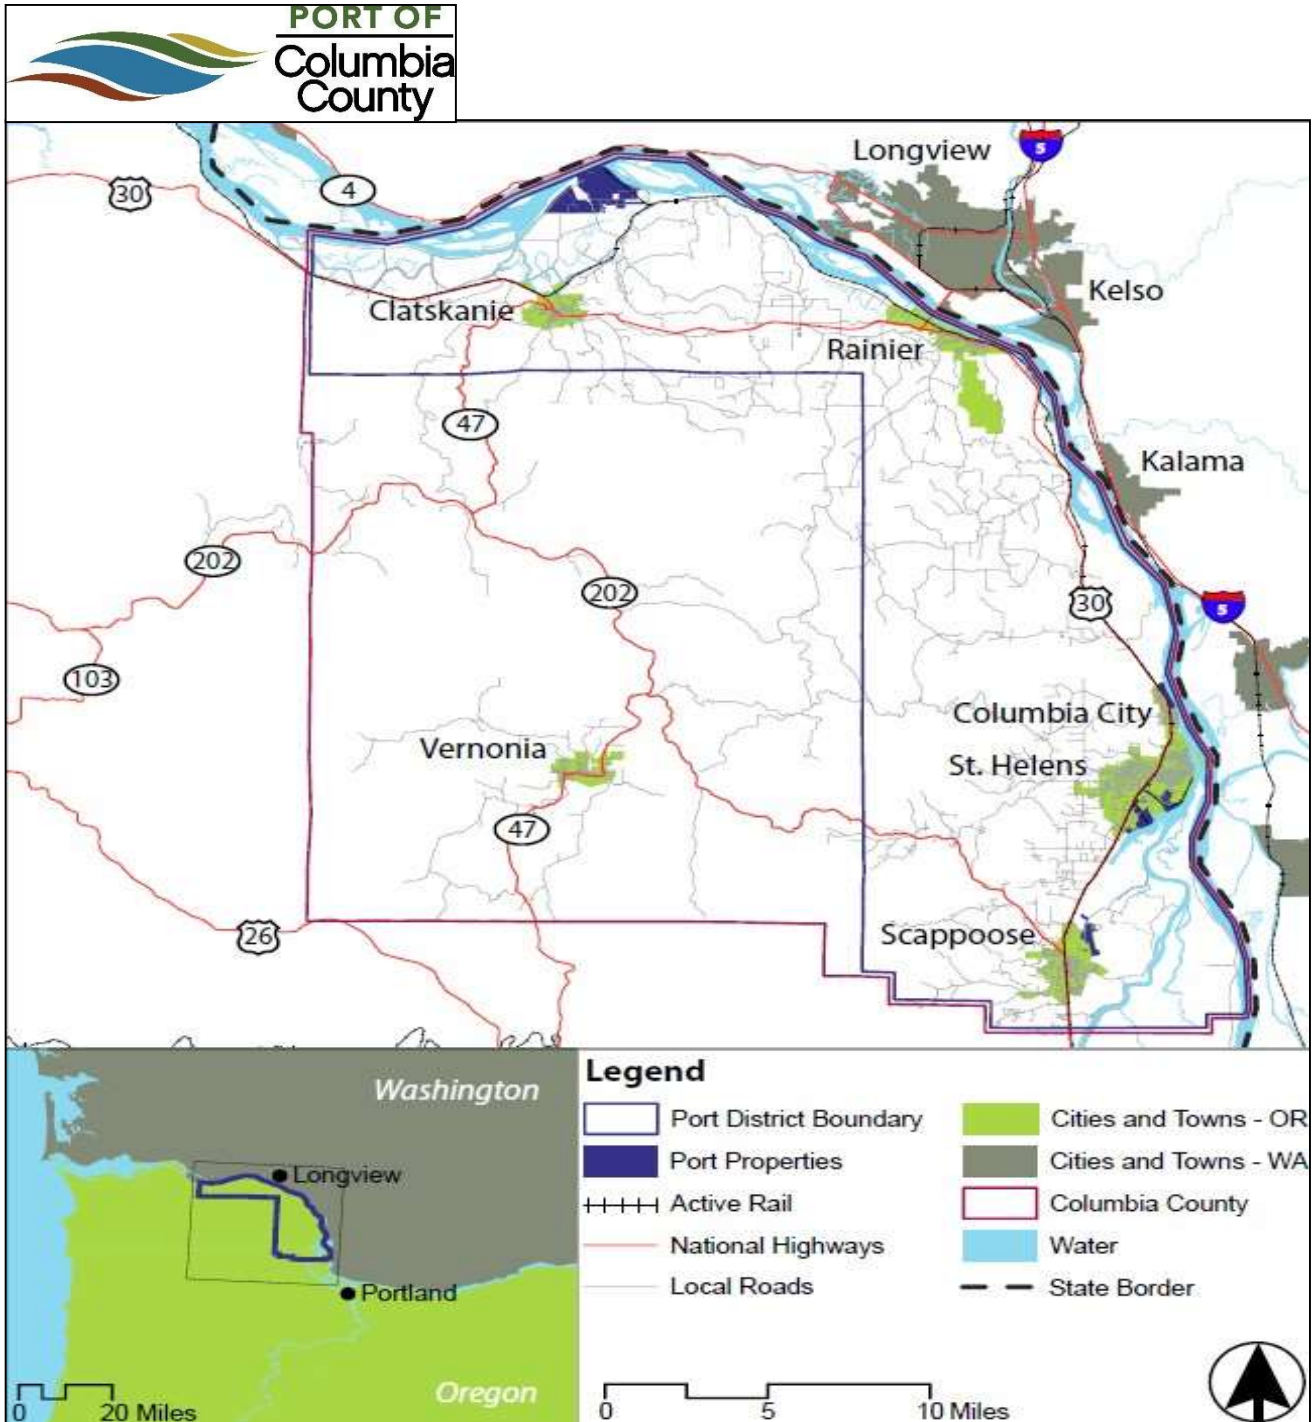 PORT OF
Columbia
County
Longview
5
30
4
Kelso
Clatskanie
Rainier
47
Kalama
202
202
30
5
103
Columbia City
Vernonia
St. Helens
47
26
Scappoose
Washington
Longview
Portland
Oregon
0 20 Miles
Legend
Port District Boundary
Port Properties
Active Rail
National Highways
Local Roads
Cities and Towns - OR
Cities and Towns - WA
Columbia County
Water
State Border
0 5 10 Miles